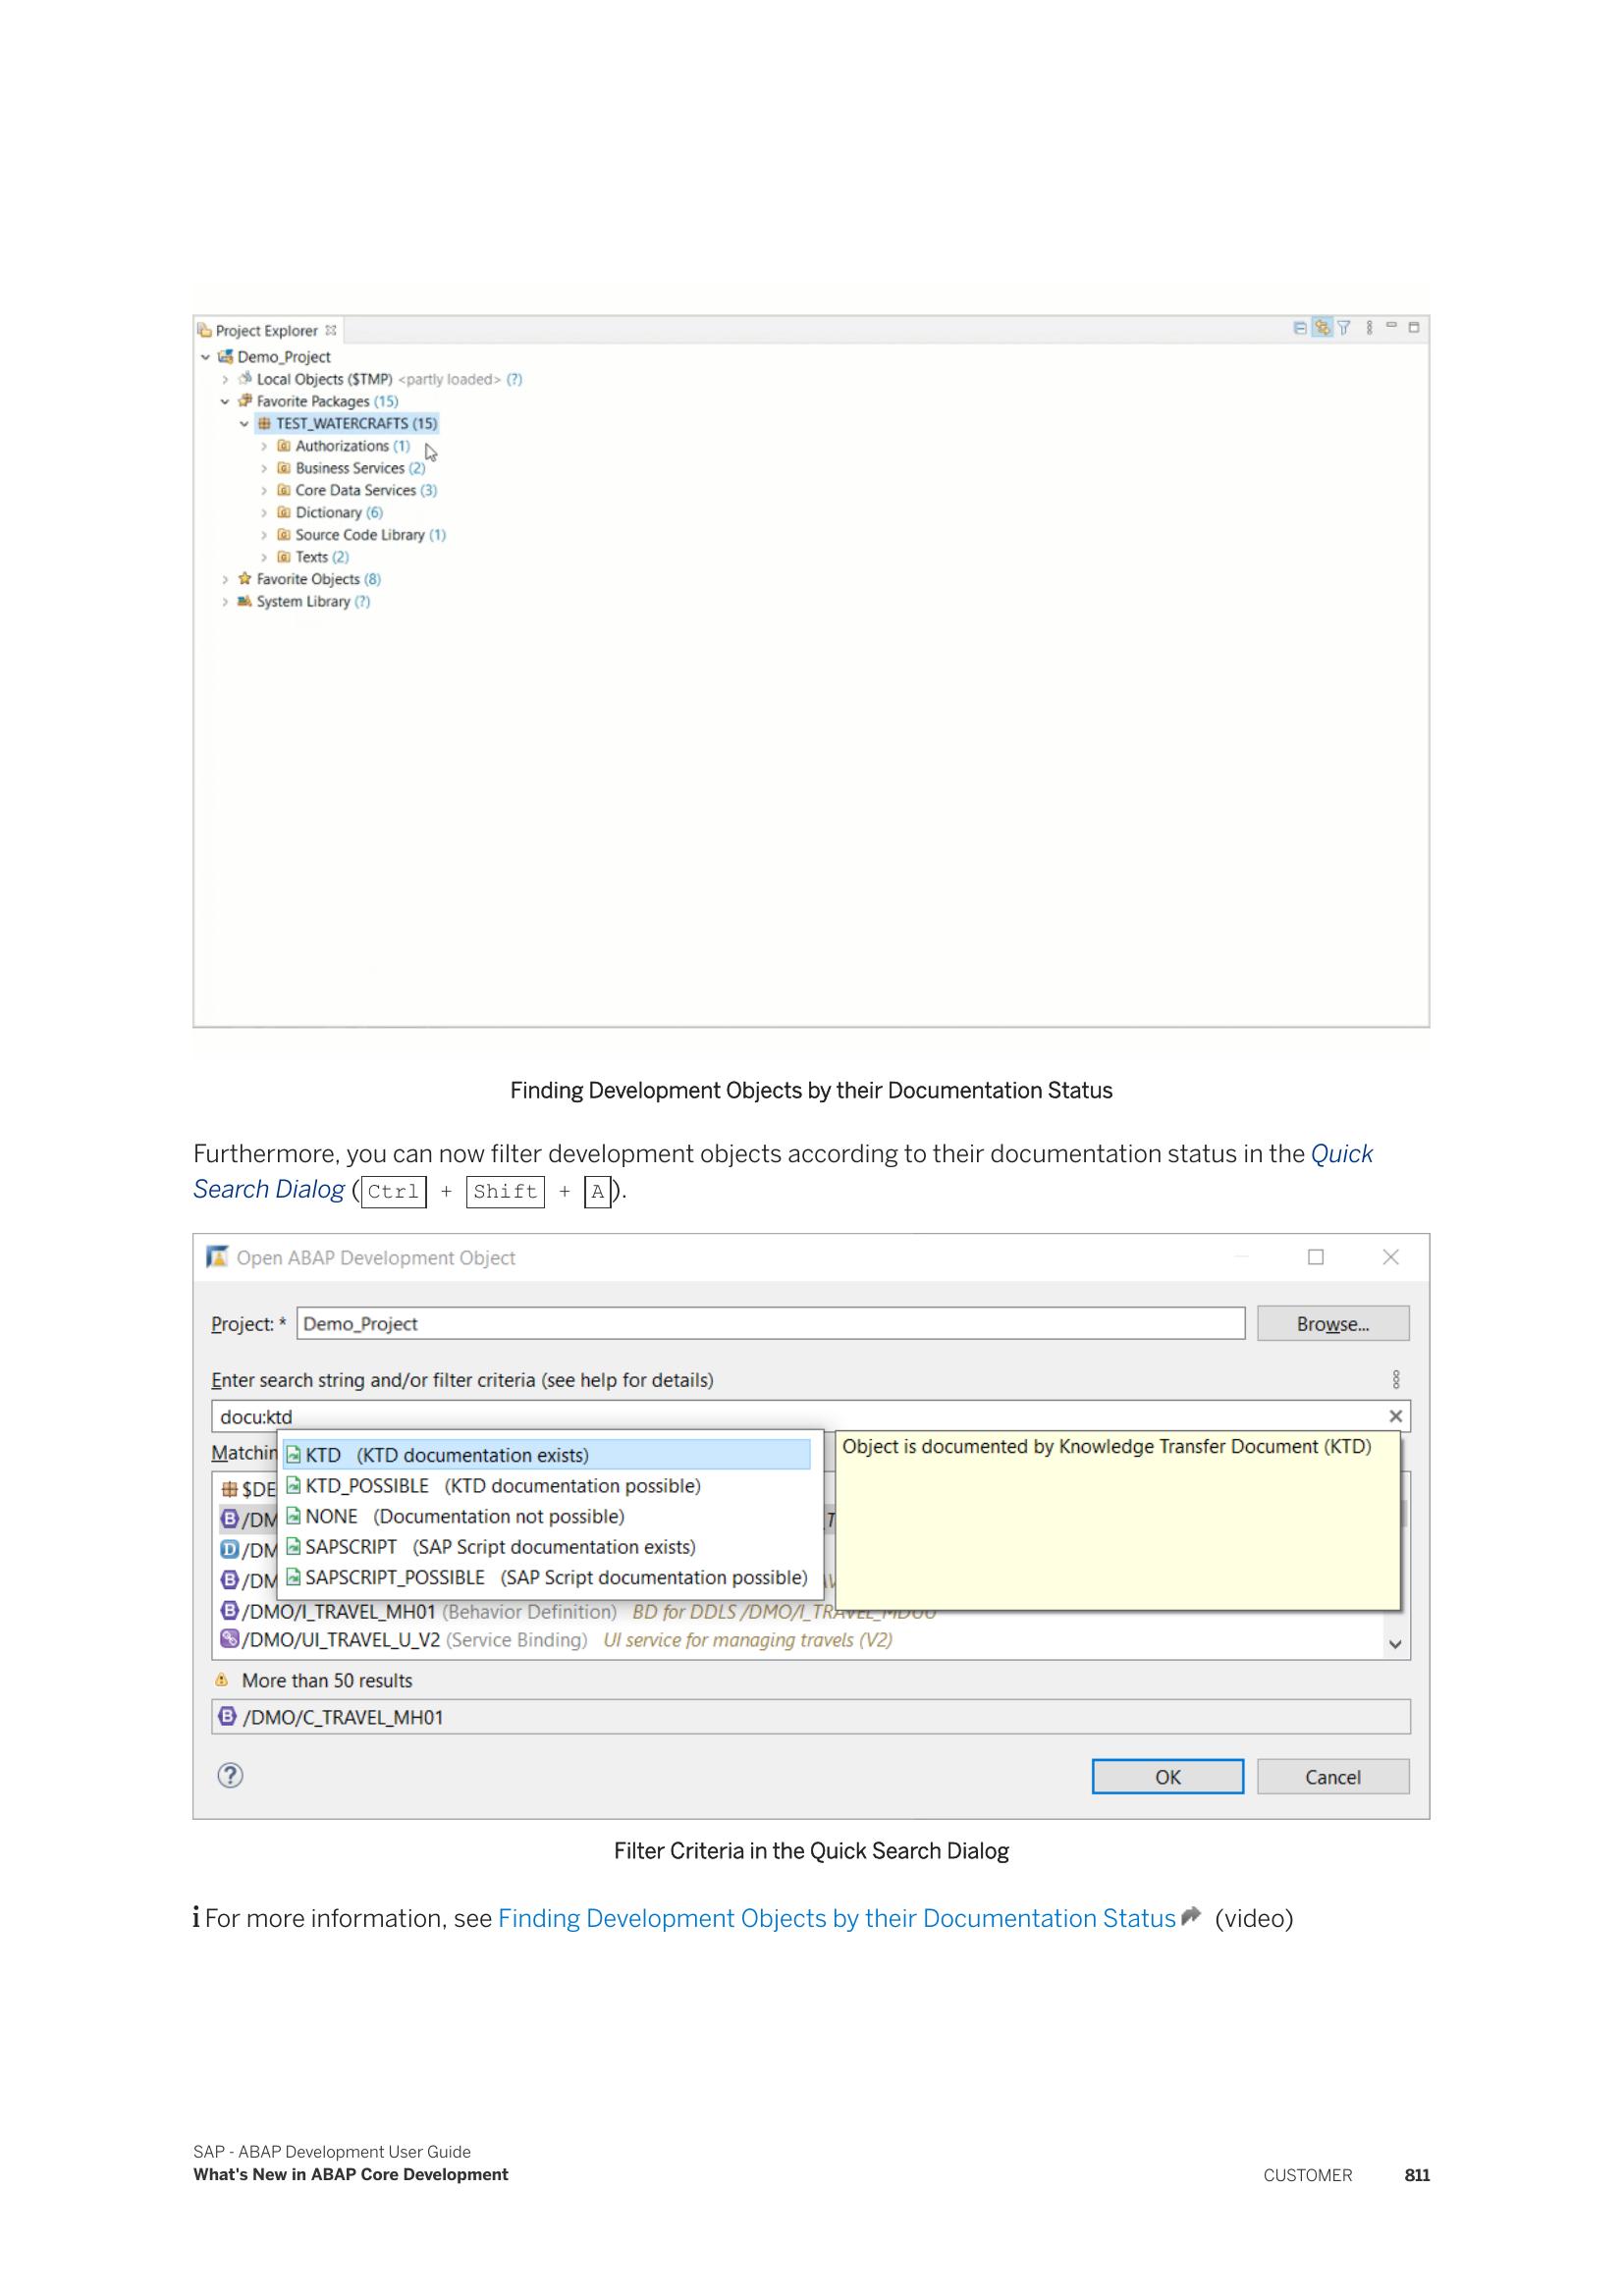 Project Explorer
Demo_Project
Local Objects ($TMP) <partly loaded> (?)
Favorite Packages (15)
TEST_WATERCRAFTS (15)
Authorizations (1)
Business Services (2)
Core Data Services (3)
Dictionary (6)
Source Code Library (1)
Texts (2)
Favorite Objects (8)
System Library (?)
Finding Development Objects by their Documentation Status
Furthermore, you can now filter development objects according to their documentation status in the Quick
Search Dialog (Ctrl + Shift + A).
Open ABAP Development Object
Project: * Demo_Project Browse...
Enter search string and/or filter criteria (see help for details)
docu:ktd
Matchin
KTD (KTD documentation exists) Object is documented by Knowledge Transfer Document (KTD)
$DE KTD_POSSIBLE (KTD documentation possible)
/DM NONE (Documentation not possible)
/DM SAPSCRIPT (SAP Script documentation exists)
/DM SAPSCRIPT_POSSIBLE (SAP Script documentation possible)
/DMO/I_TRAVEL_MH01 (Behavior Definition) BD for DDLS /DMO/I_TRAVEL_MDUU
/DMO/UI_TRAVEL_U_V2 (Service Binding) UI service for managing travels (V2)
More than 50 results
/DMO/C_TRAVEL_MH01
OK Cancel
Filter Criteria in the Quick Search Dialog
i For more information, see Finding Development Objects by their Documentation Status (video)
SAP - ABAP Development User Guide
What's New in ABAP Core Development CUSTOMER 811